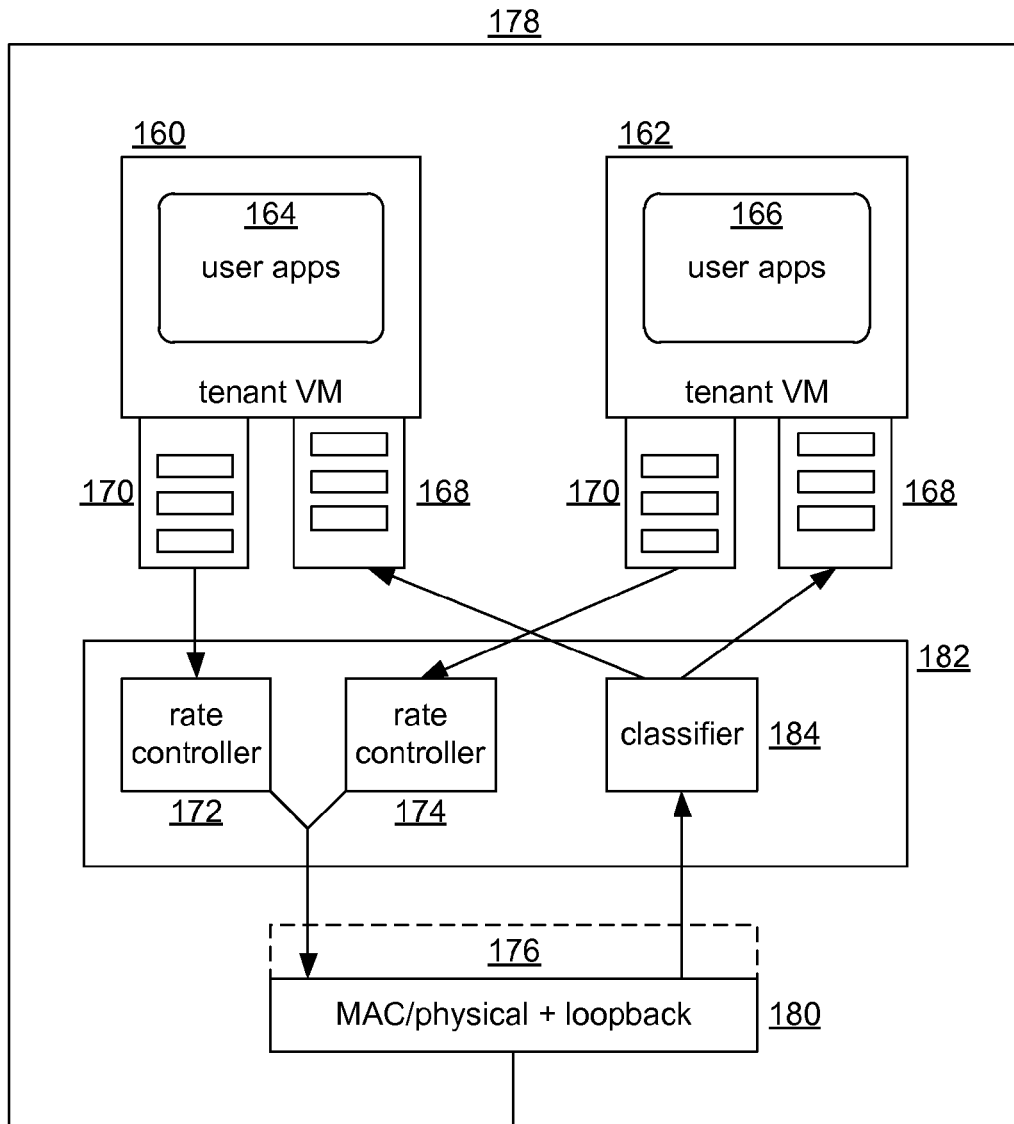 178
160
162
164
user apps
166
user apps
tenant VM
tenant VM
170
168
170
168
182
rate
controller
rate
controller
classifier
184
172
174
176
MAC/physical + loopback
180